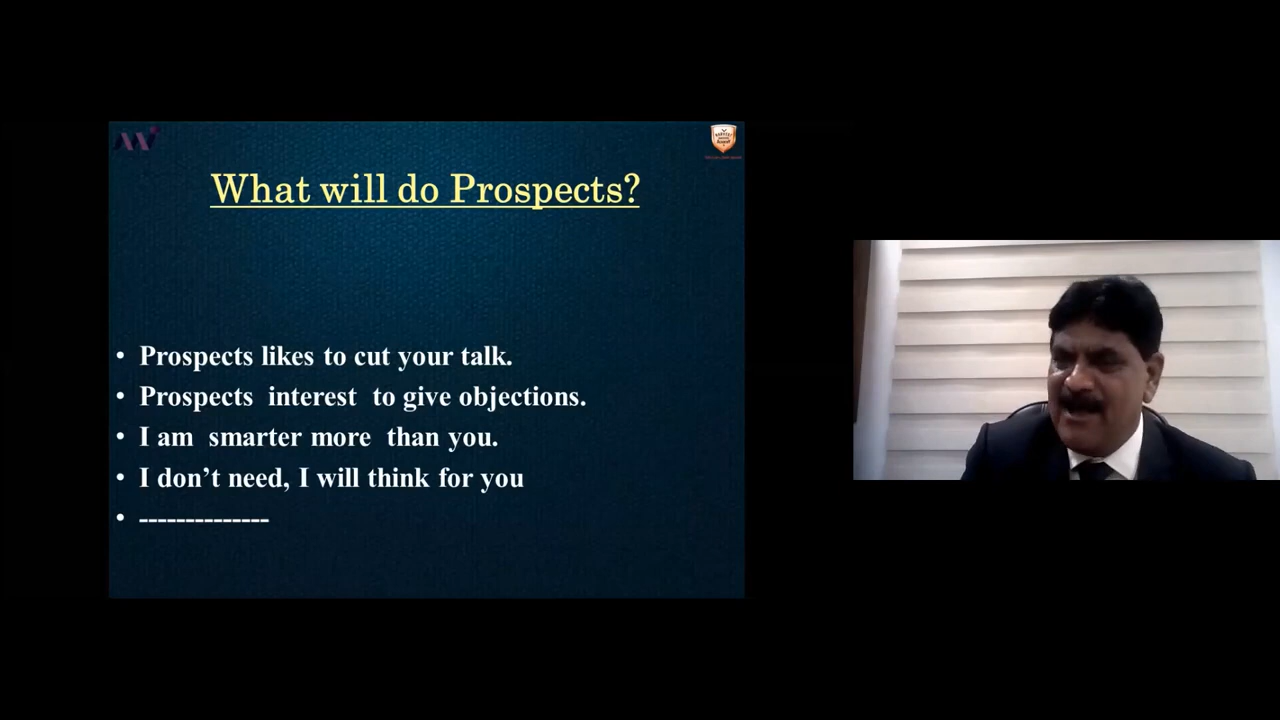 What will do Prospects?
• Prospects likes to cut your talk.
• Prospects interest to give objections.
• I am smarter more than you.
• I don’t need, I will think for you
• --------------